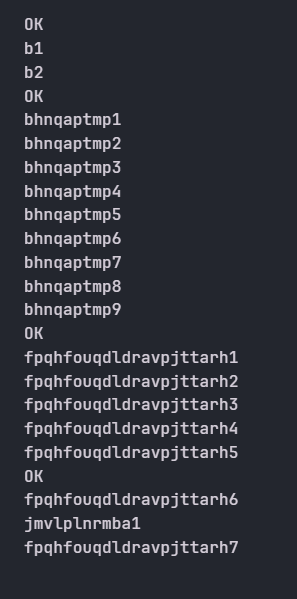 OK
b1
b2
OK
bhnqaptmp1
bhnqaptmp2
bhnqaptmp3
bhnqaptmp4
bhnqaptmp5
bhnqaptmp6
bhnqaptmp7
bhnqaptmp8
bhnqaptmp9
OK
fpqhfouqdldravpjttarh1
fpqhfouqdldravpjttarh2
fpqhfouqdldravpjttarh3
fpqhfouqdldravpjttarh4
fpqhfouqdldravpjttarh5
OK
fpqhfouqdldravpjttarh6
jmvlplnrmba1
fpqhfouqdldravpjttarh7